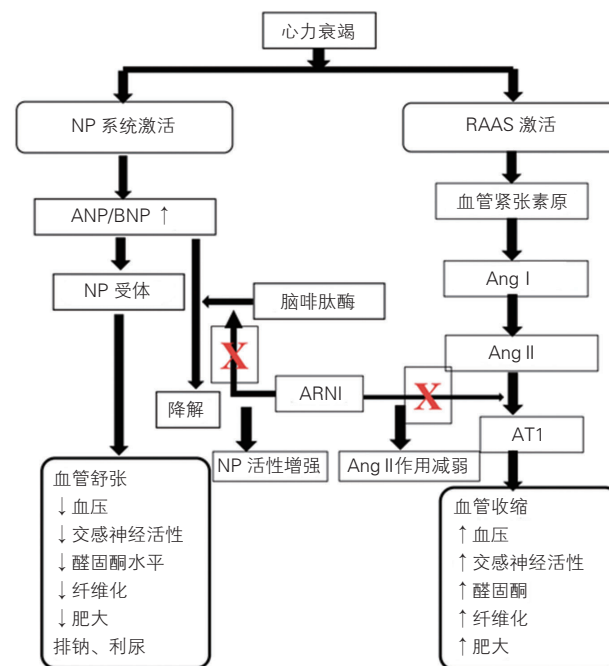 心力衰竭
NP 系统激活
RAAS 激活
ANP/BNP ↑
血管紧张素原
NP 受体
脑啡肽酶
Ang I
X
Ang II
降解
ARNI
X
AT1
NP 活性增强
Ang II作用减弱
血管舒张
↓血压
↓交感神经活性
↓醛固酮水平
↓纤维化
↓肥大
排钠、利尿
血管收缩
↑血压
↑交感神经活性
↑醛固酮
↑纤维化
↑肥大